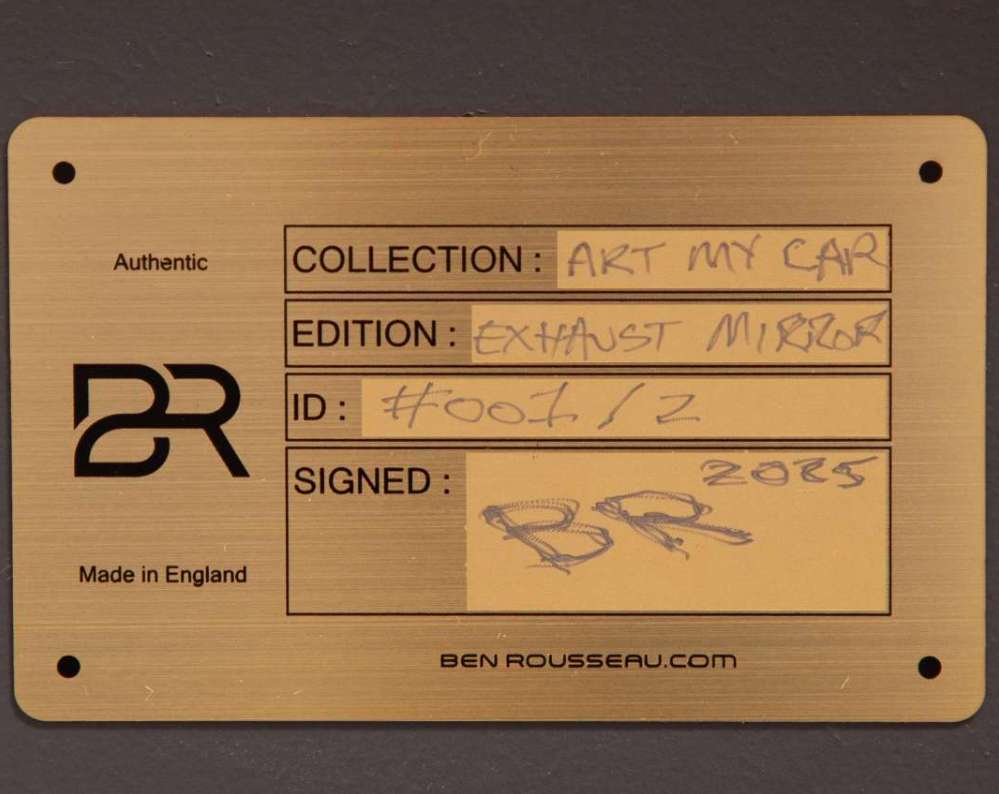 Authentic
BR
Made in England
COLLECTION : ART MY CAR
EDITION : EXHAUST MIRROR
ID : #001 / 2
SIGNED : 2025
BR
BEN ROUSSEAU.COM